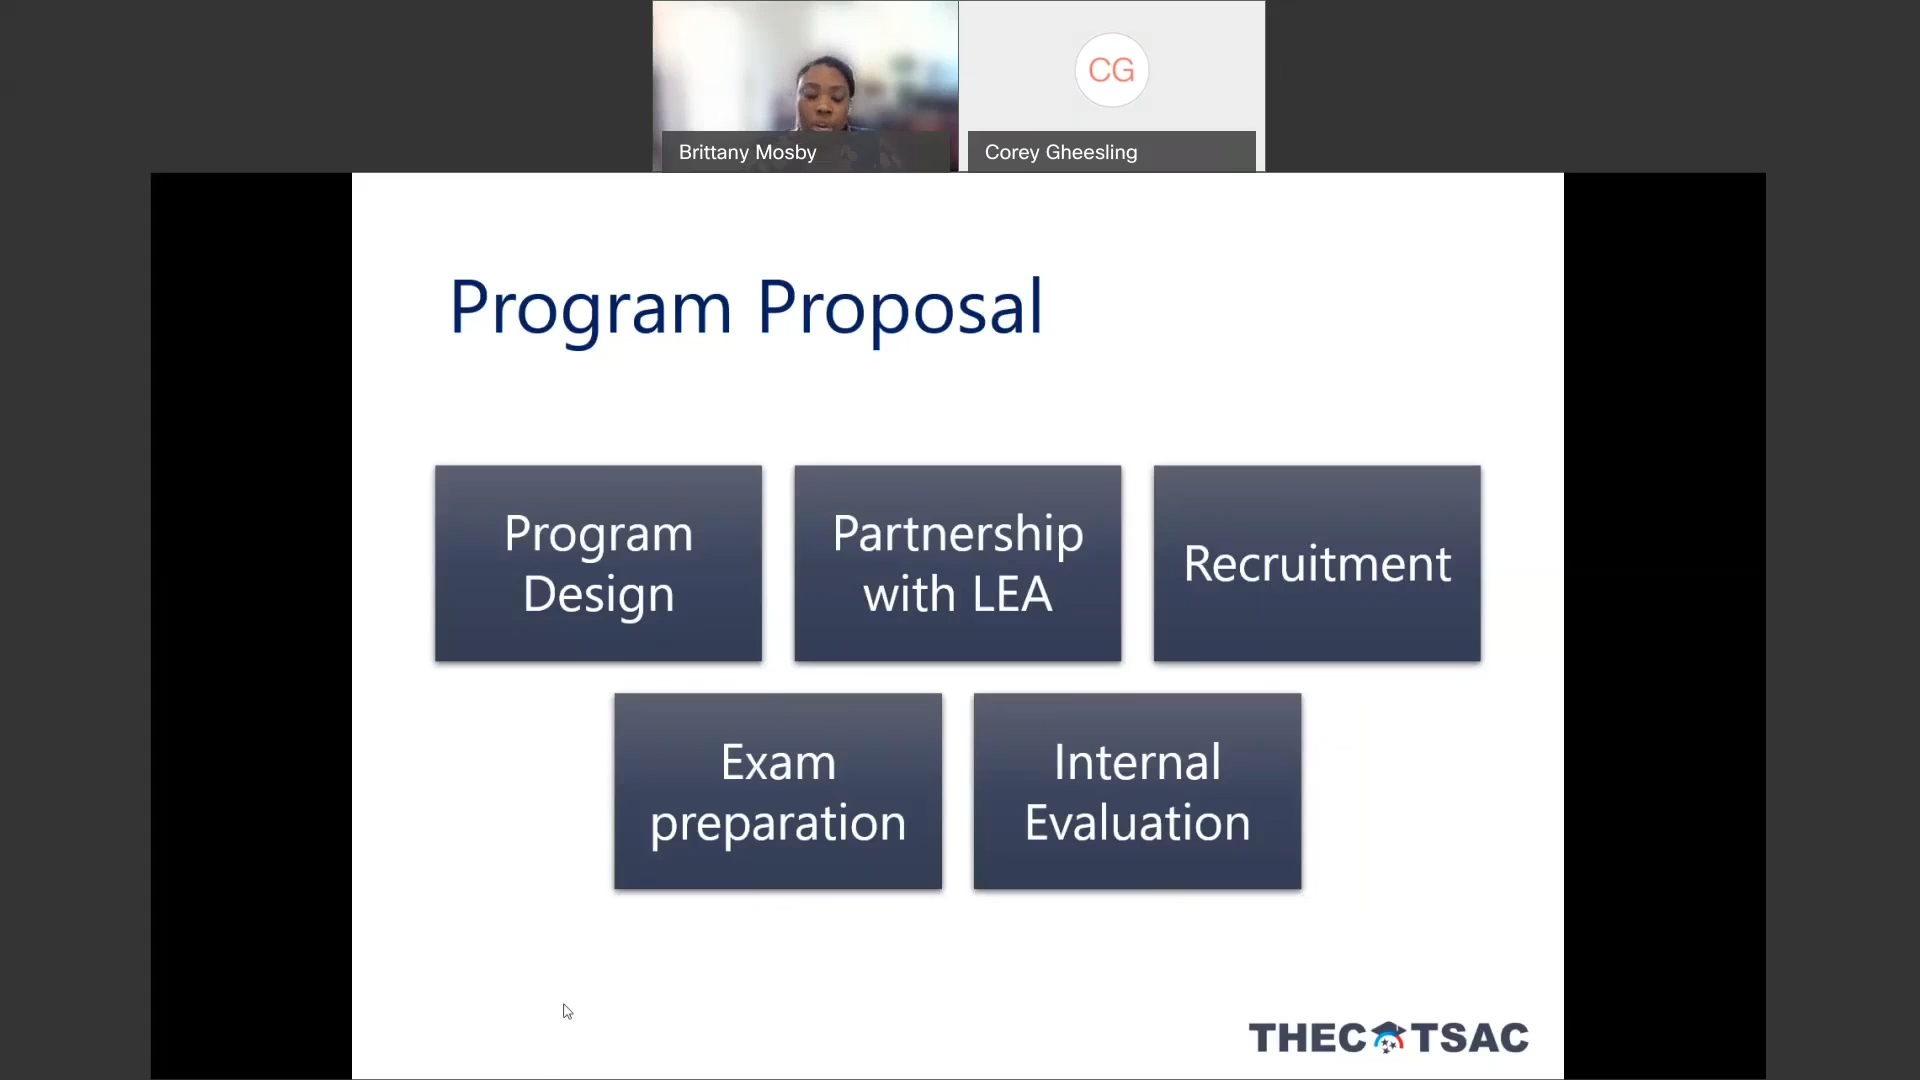 CG
Brittany Mosby
Corey Gheesling
Program Proposal
Program
Design
Partnership
with LEA
Recruitment
Exam
preparation
Internal
Evaluation
THEC TSAC